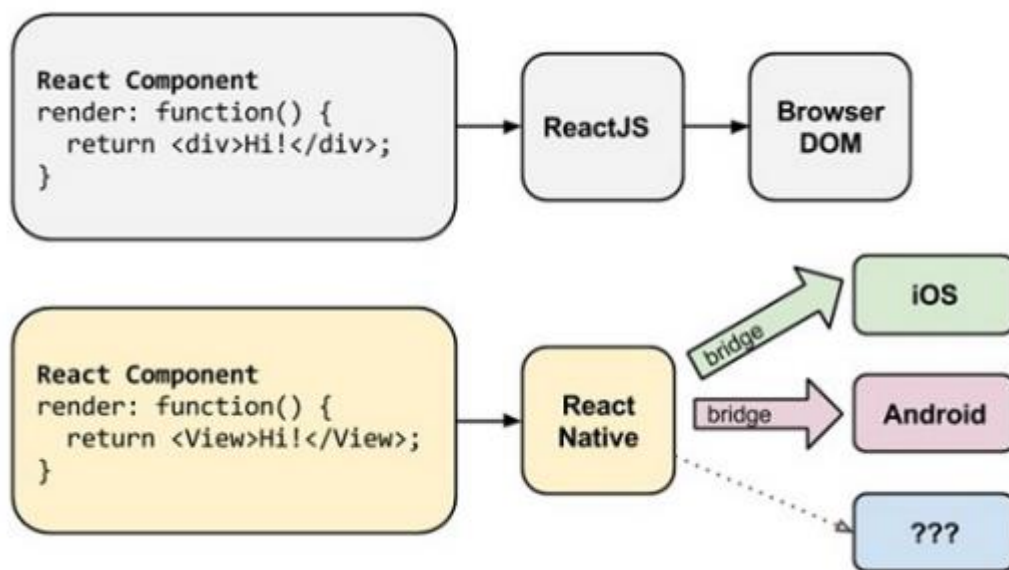 React Component
render: function() {
  return <div>Hi!</div>;
}
ReactJS
Browser
DOM
React Component
render: function() {
  return <View>Hi!</View>;
}
React
Native
bridge
iOS
bridge
Android
???